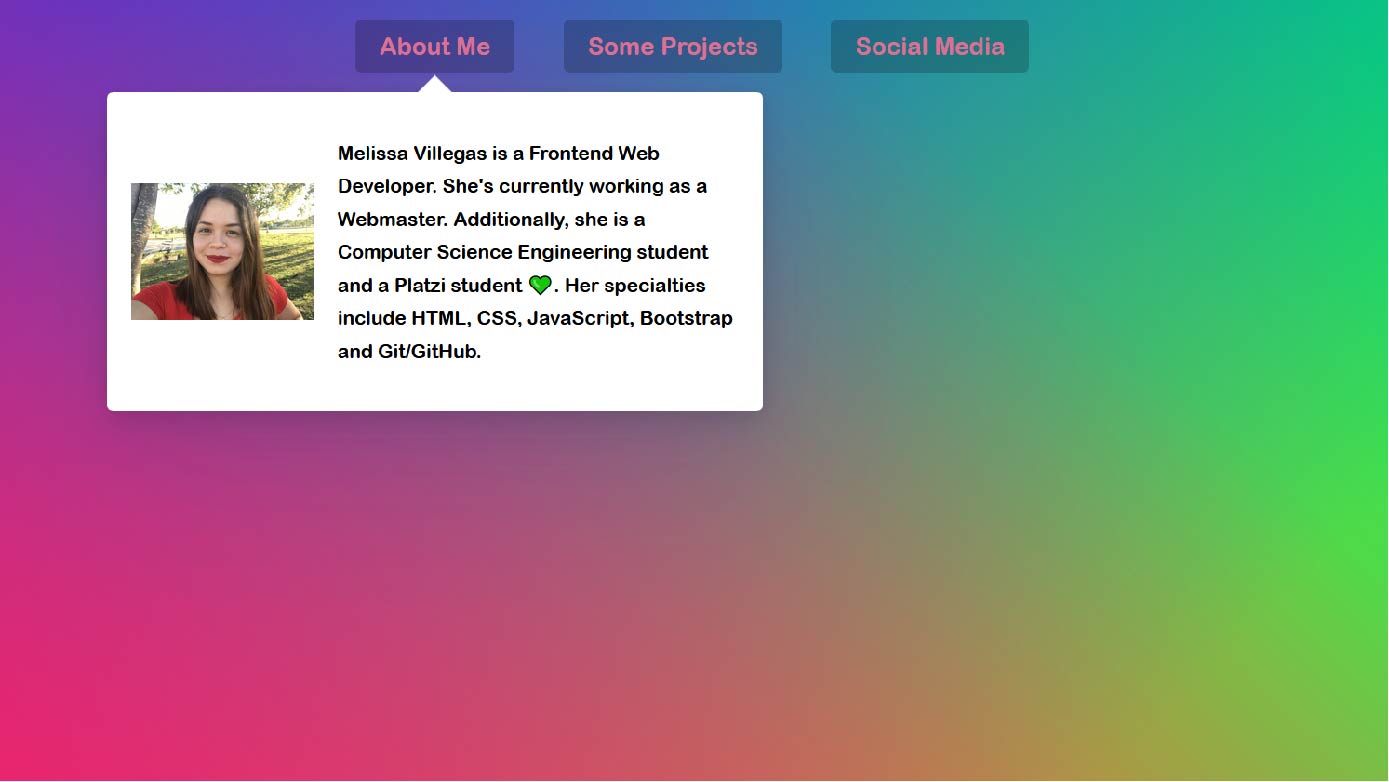 About Me Some Projects Social Media
Melissa Villegas is a Frontend Web
Developer. She's currently working as a
Webmaster. Additionally, she is a
Computer Science Engineering student
and a Platzi student 💚. Her specialties
include HTML, CSS, JavaScript, Bootstrap
and Git/GitHub.